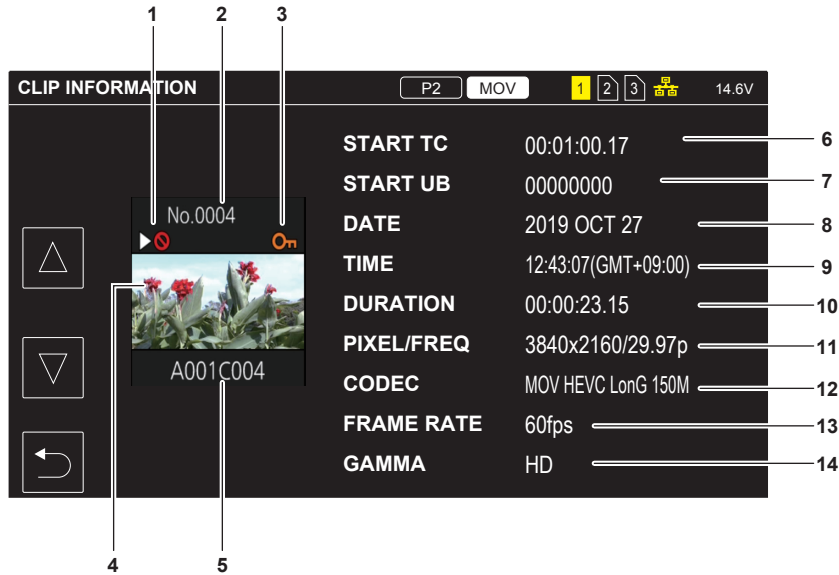 1 2 3
CLIP INFORMATION P2 MOV 1 2 3 14.6V
START TC 00:01:00.17 6
START UB 00000000 7
No.0004
DATE 2019 OCT 27 8
TIME 12:43:07(GMT+09:00) 9
DURATION 00:00:23.15 10
PIXEL/FREQ 3840x2160/29.97p 11
A001C004
CODEC MOV HEVC LonG 150M 12
FRAME RATE 60fps 13
GAMMA HD 14
4 5